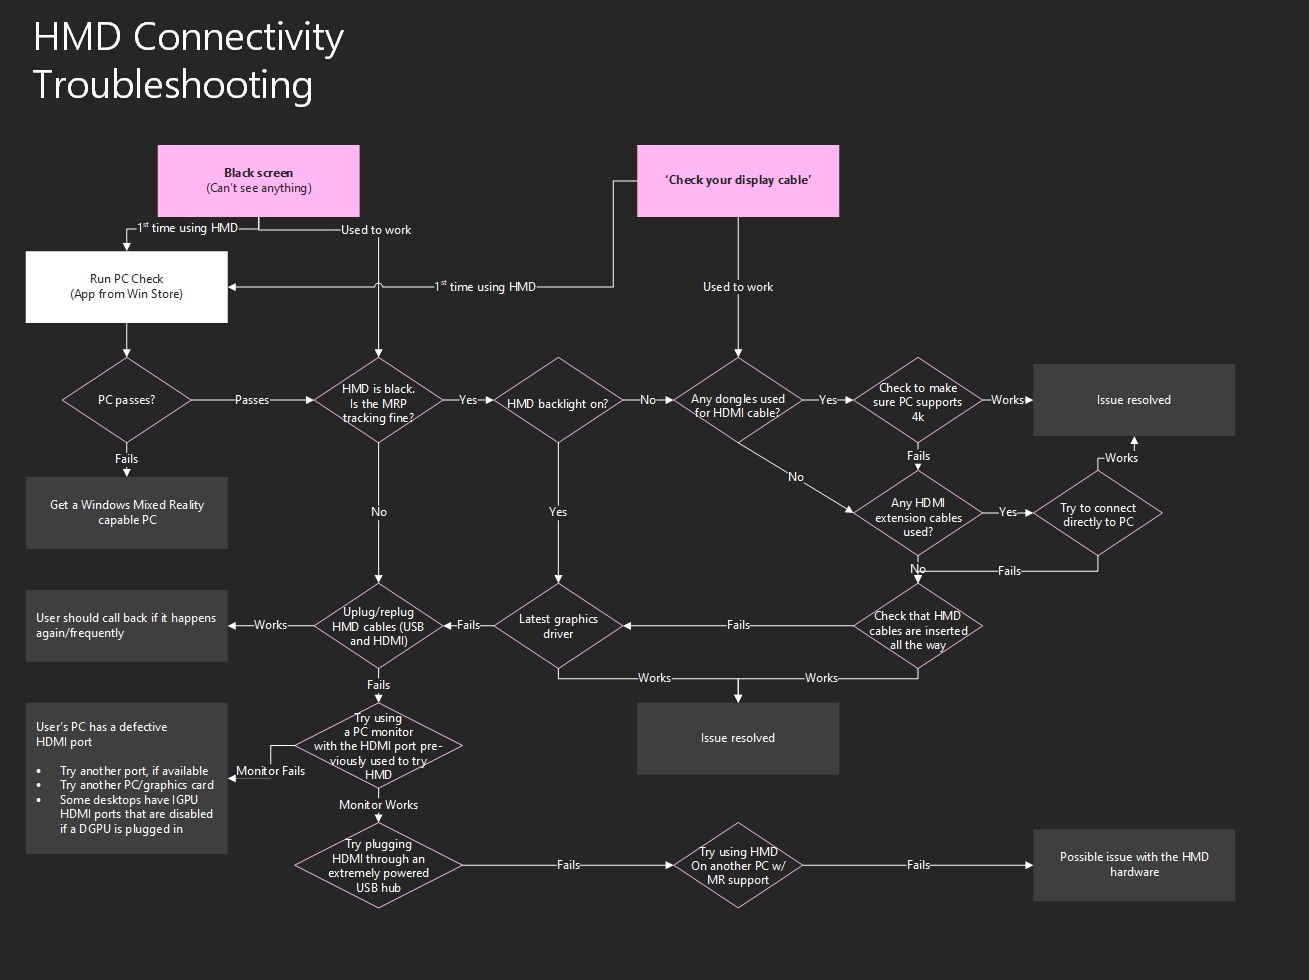 HMD Connectivity
Troubleshooting
Black screen
(Can't see anything)
'Check your display cable'
1st time using HMD
Used to work
Run PC Check
(App from Win Store)
1st time using HMD
Used to work
PC passes?
Passes
HMD is black.
Is the MRP
tracking fine?
Yes
HMD backlight on?
No
Any dongles used
for HDMI cable?
Yes
Check to make
sure PC supports
4k
Works
Issue resolved
Fails
Fails
Works
No
Get a Windows Mixed Reality
capable PC
No
Yes
Any HDMI
extension cables
used?
Yes
Try to connect
directly to PC
No
Fails
User should call back if it happens
again/frequently
Works
Uplug/replug
HMD cables (USB
and HDMI)
Fails
Latest graphics
driver
Fails
Check that HMD
cables are inserted
all the way
Fails
Works
Works
User's PC has a defective
HDMI port
• Try another port, if available
• Try another PC/graphics card
• Some desktops have IGPU
HDMI ports that are disabled
if a DGPU is plugged in
Monitor Fails
Try using
a PC monitor
with the HDMI port pre-
viously used to try
HMD
Issue resolved
Monitor Works
Try plugging
HDMI through an
extremely powered
USB hub
Fails
Try using HMD
On another PC w/
MR support
Fails
Possible issue with the HMD
hardware